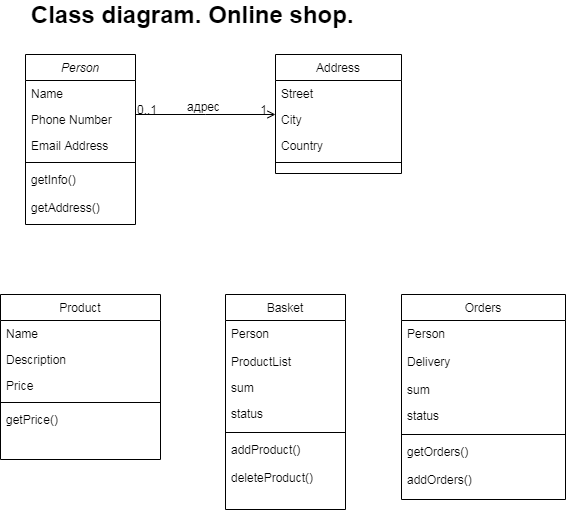 Class diagram. Online shop.
Person
Name
Phone Number
Email Address
getInfo()
getAddress()
0..1
адрес
1
Address
Street
City
Country
Product
Name
Description
Price
getPrice()
Basket
Person
ProductList
sum
status
addProduct()
deleteProduct()
Orders
Person
Delivery
sum
status
getOrders()
addOrders()